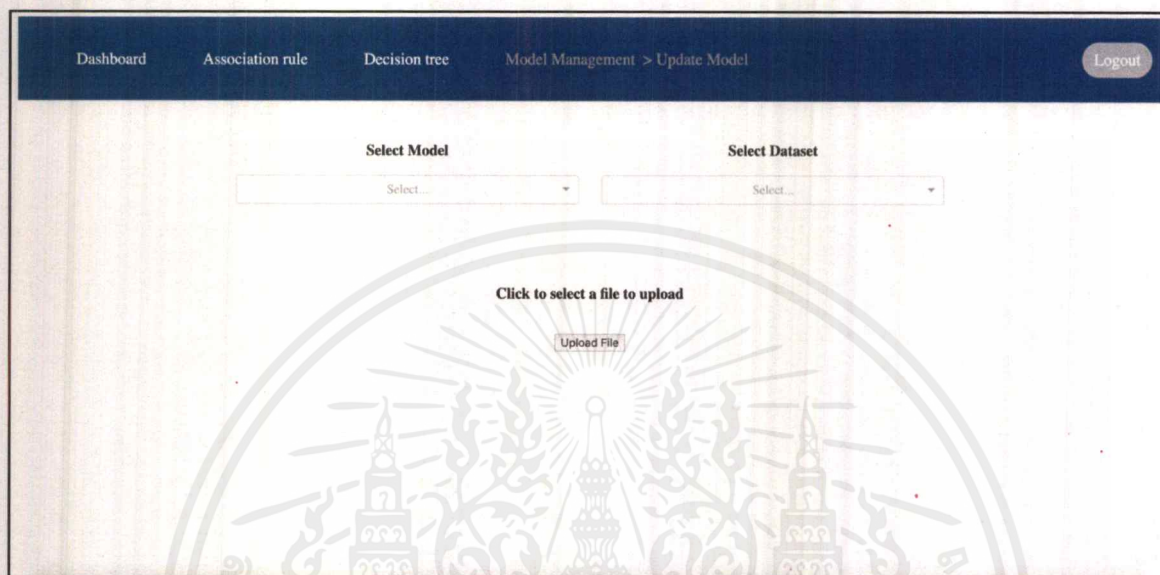 Dashboard Association rule Decision tree Model Management > Update Model Logout
Select Model Select Dataset
Select... Select...
Click to select a file to upload
Upload File